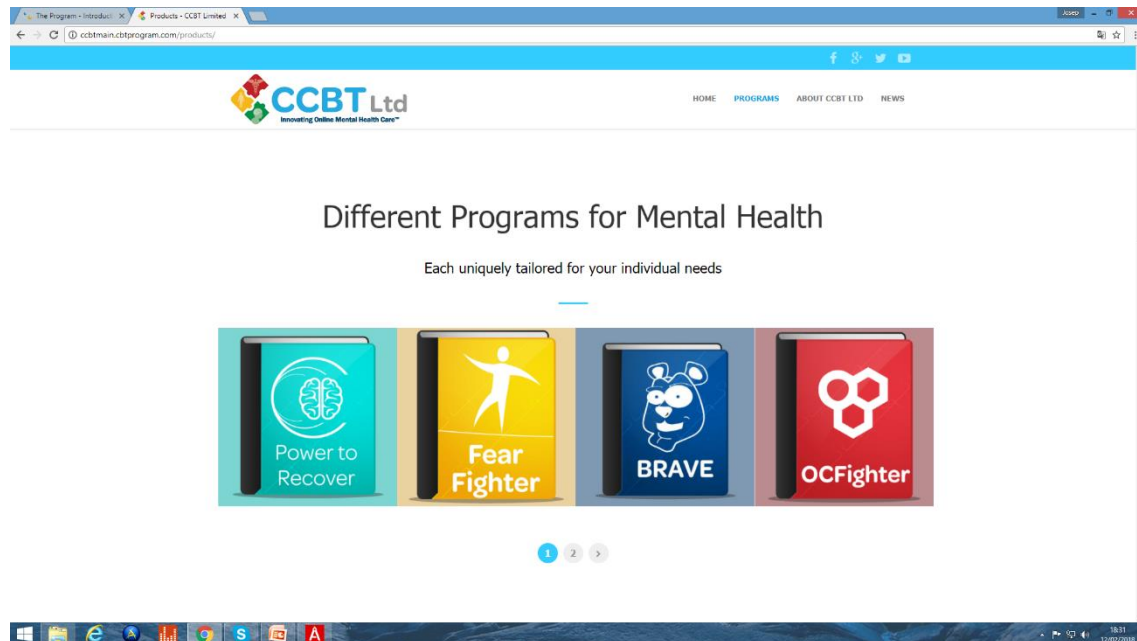 The Program - Introducti
Products - CCBT Limited
Josep
ccbtmain.cbtprogram.com/products/
CCBT Ltd
Innovating Online Mental Health Care™
HOME PROGRAMS ABOUT CCBT LTD NEWS
Different Programs for Mental Health
Each uniquely tailored for your individual needs
Power to
Recover
Fear
Fighter
BRAVE
OCFighter
1 2 >
18:31